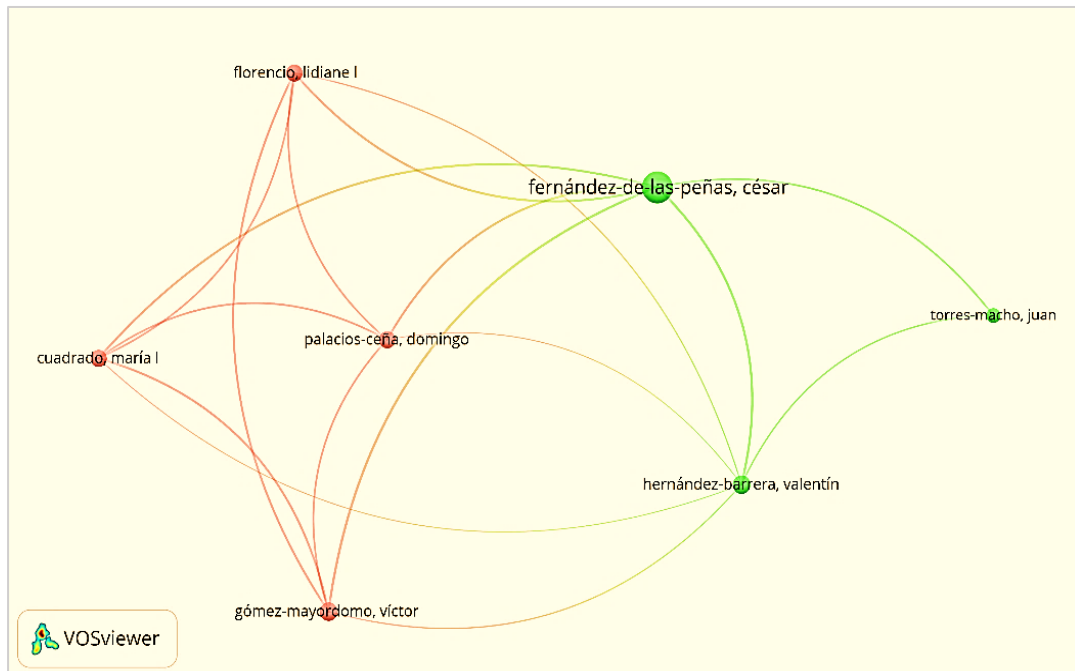 florencio, lidiane l
fernández-de-las-peñas, césar
torres-macho, juan
palacios-ceña, domingo
cuadrado, maría l
hernández-barrera, valentín
gómez-mayordomo, víctor
VOSviewer